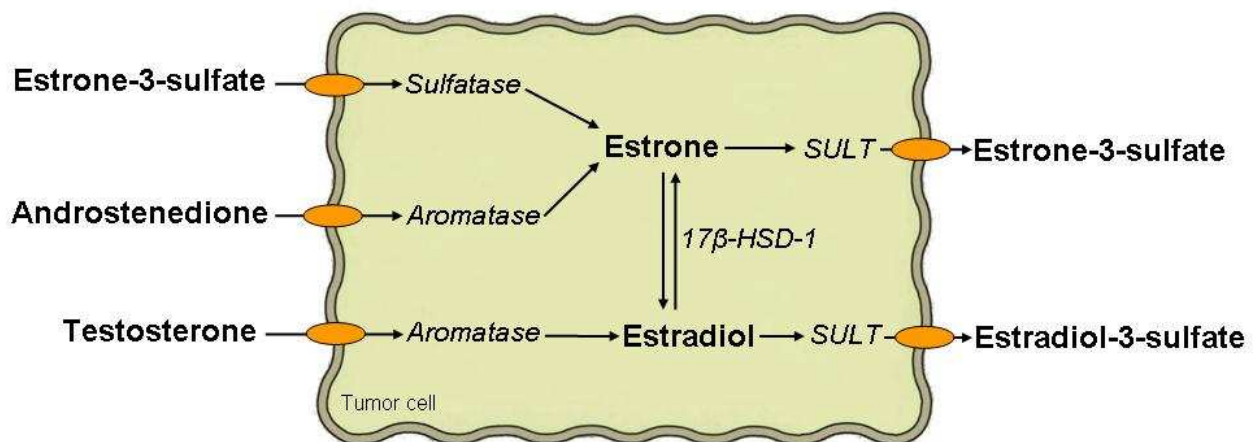 Estrone-3-sulfate
Sulfatase
Estrone
SULT
Estrone-3-sulfate
Androstenedione
Aromatase
17β-HSD-1
Testosterone
Aromatase
Estradiol
SULT
Estradiol-3-sulfate
Tumor cell